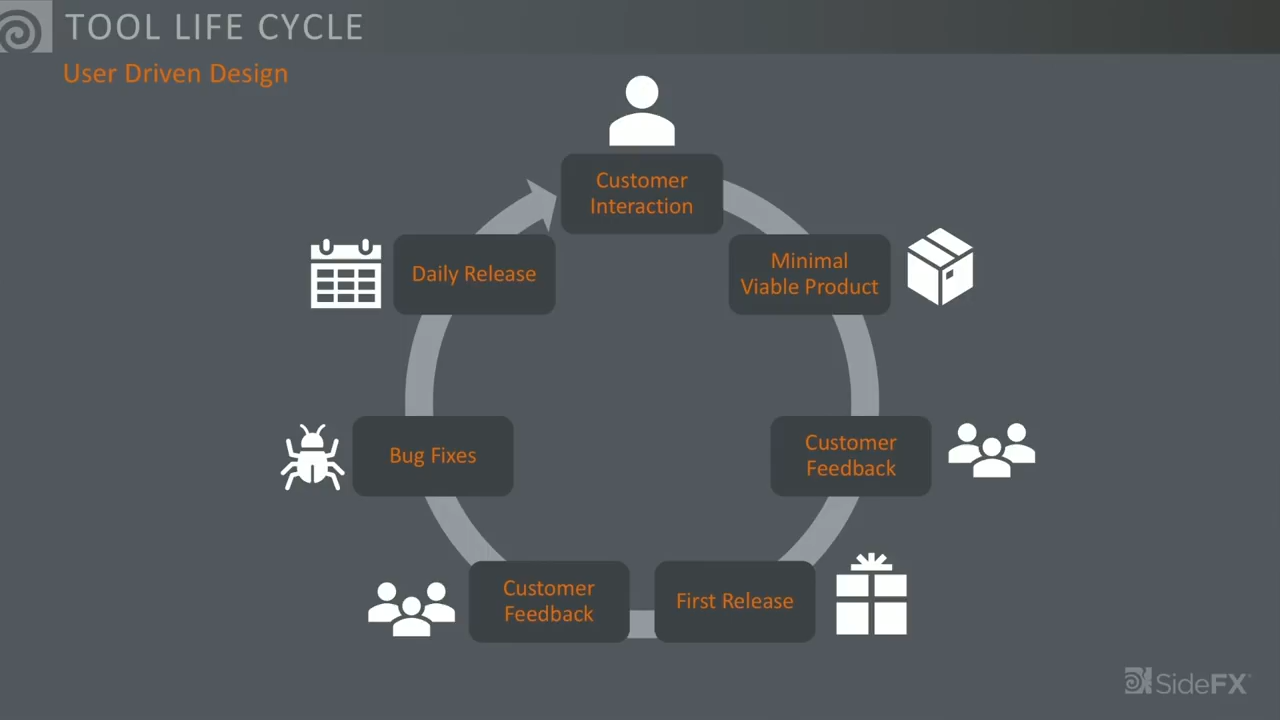 TOOL LIFE CYCLE
User Driven Design
Customer
Interaction
Minimal
Viable Product
Customer
Feedback
First Release
Customer
Feedback
Bug Fixes
Daily Release
SideFX